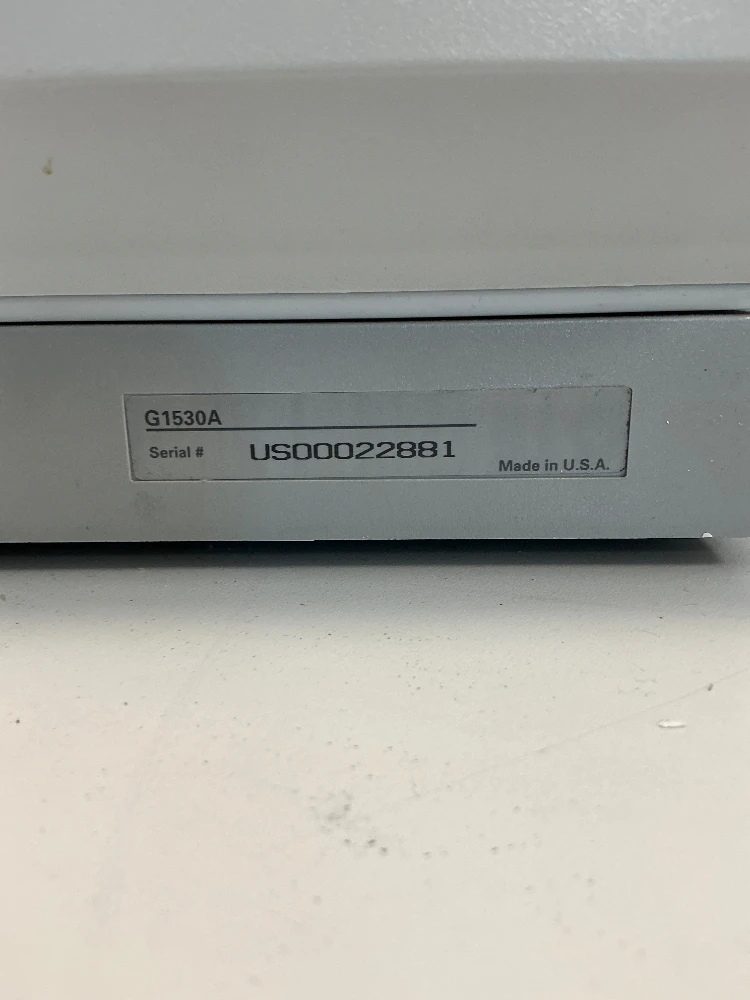 G1530A
Serial # US00022881
Made in U.S.A.